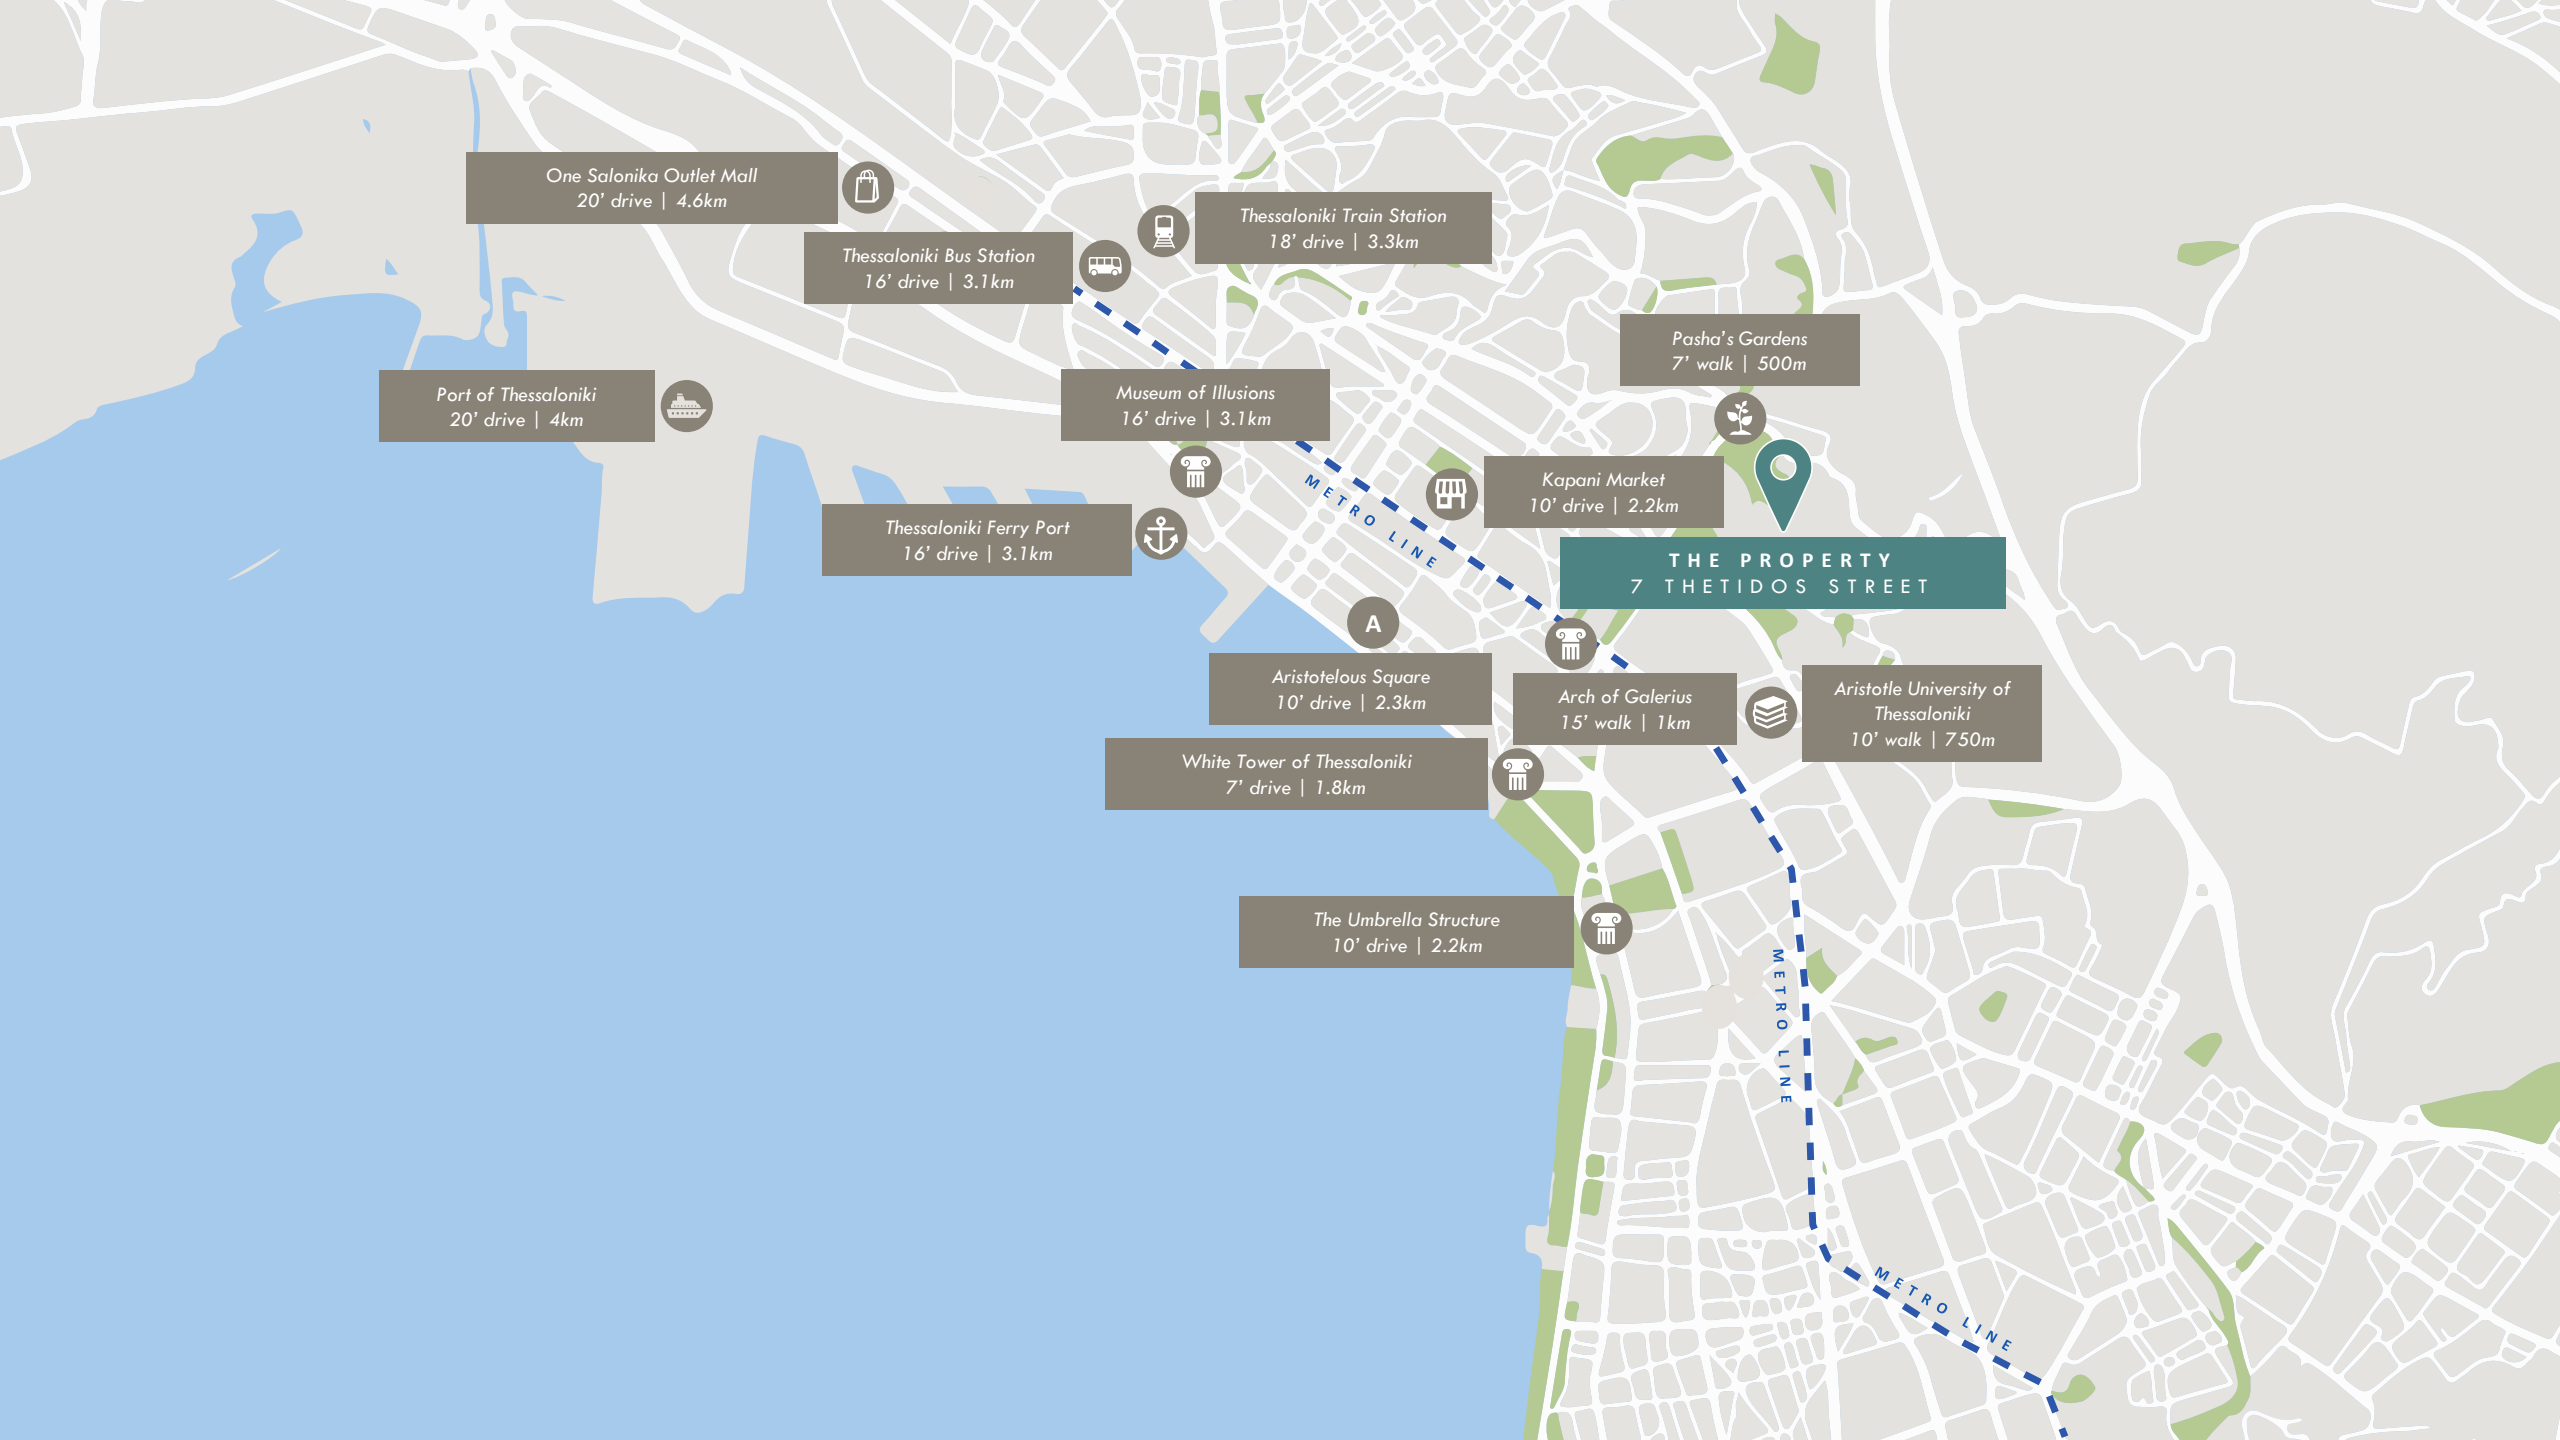 One Salonika Outlet Mall
20’ drive | 4.6km
Thessaloniki Train Station
18’ drive | 3.3km
Thessaloniki Bus Station
16’ drive | 3.1km
Pasha’s Gardens
7’ walk | 500m
Port of Thessaloniki
20’ drive | 4km
Museum of Illusions
16’ drive | 3.1km
Kapani Market
10’ drive | 2.2km
METRO LINE
Thessaloniki Ferry Port
16’ drive | 3.1km
THE PROPERTY
7 THETIDOS STREET
A
Aristotelous Square
10’ drive | 2.3km
Arch of Galerius
15’ walk | 1km
Aristotle University of
Thessaloniki
10’ walk | 750m
White Tower of Thessaloniki
7’ drive | 1.8km
The Umbrella Structure
10’ drive | 2.2km
METRO LINE
METRO LINE